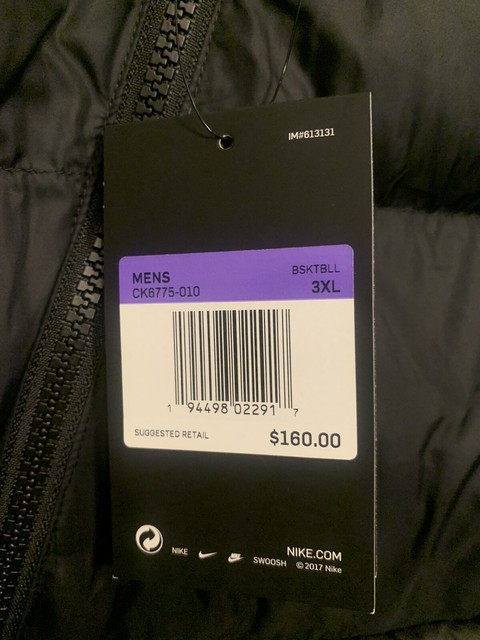 IM#613131
MENS
BSKTBLL
CK6775-010
3XL
1 94498 02291 7
SUGGESTED RETAIL
$160.00
NIKE
SWOOSH
NIKE.COM
© 2017 Nike